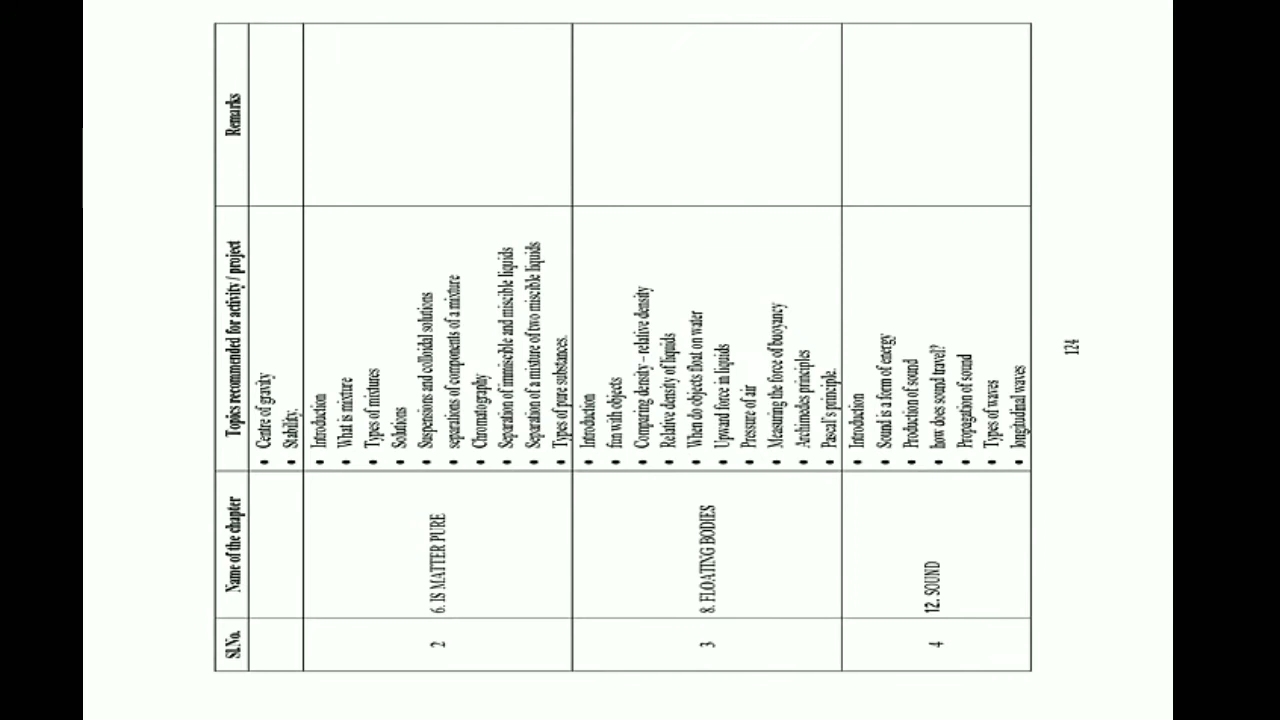 Sl.No. Name of the chapter Topics recommended for activity / project Remarks
• Centre of gravity
• Stability.
2 6. IS MATTER PURE
• Introduction
• What is mixture
• Types of mixtures
• Solutions
• Suspensions and colloidal solutions
• separations of components of a mixture
• Chromatography
• Separation of immiscible and miscible liquids
• Separation of a mixture of two miscible liquids
• Types of pure substances.
3 8. FLOATING BODIES
• Introduction
• fun with objects
• Comparing density – relative density
• Relative density of liquids
• When do objects float on water
• Upward force in liquids
• Pressure of air
• Measuring the force of buoyancy
• Archimedes principles
• Pascal's principle.
4 12. SOUND
• Introduction
• Sound is a form of energy
• Production of sound
• how does sound travel?
• Propagation of sound
• Types of waves
• longitudinal waves
124